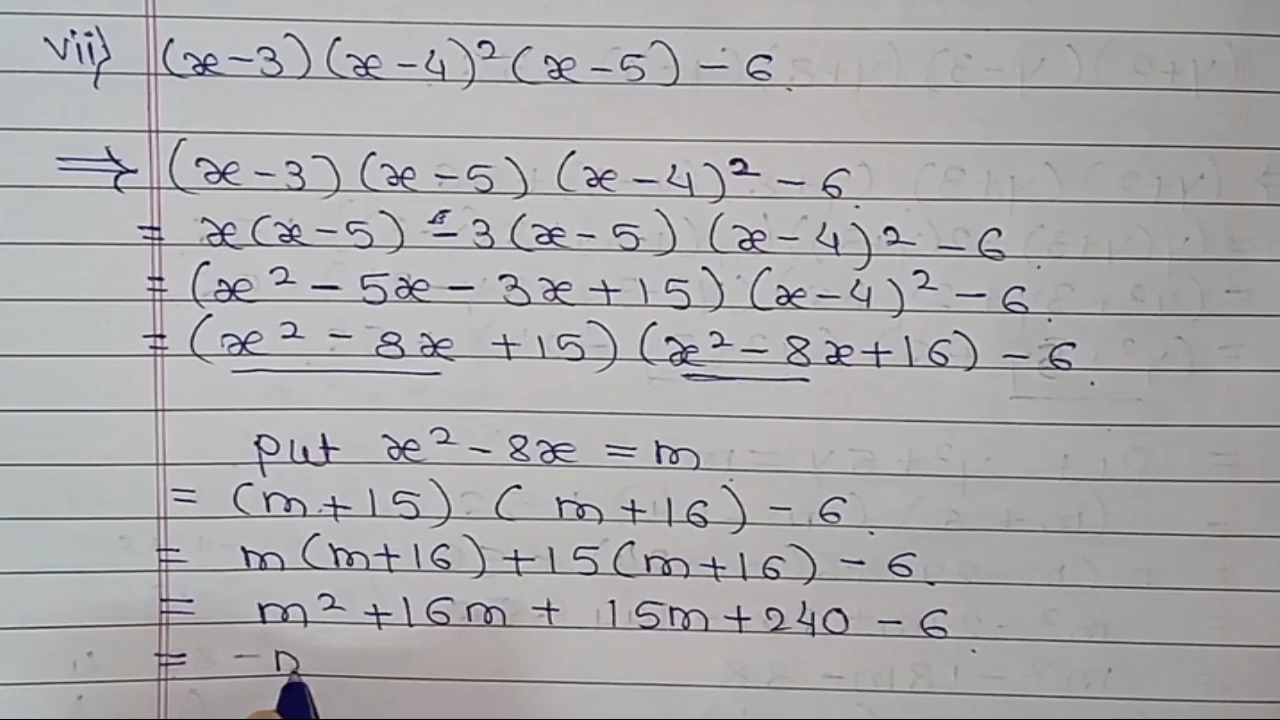 vii) (x-3)(x-4)²(x-5)-6
⇒ (x-3)(x-5)(x-4)²-6
= x(x-5)-3(x-5)(x-4)²-6
= (x²-5x-3x+15)(x-4)²-6
= (x²-8x+15)(x²-8x+16)-6
put x²-8x=m
= (m+15)(m+16)-6
= m(m+16)+15(m+16)-6
= m²+16m+15m+240-6
=